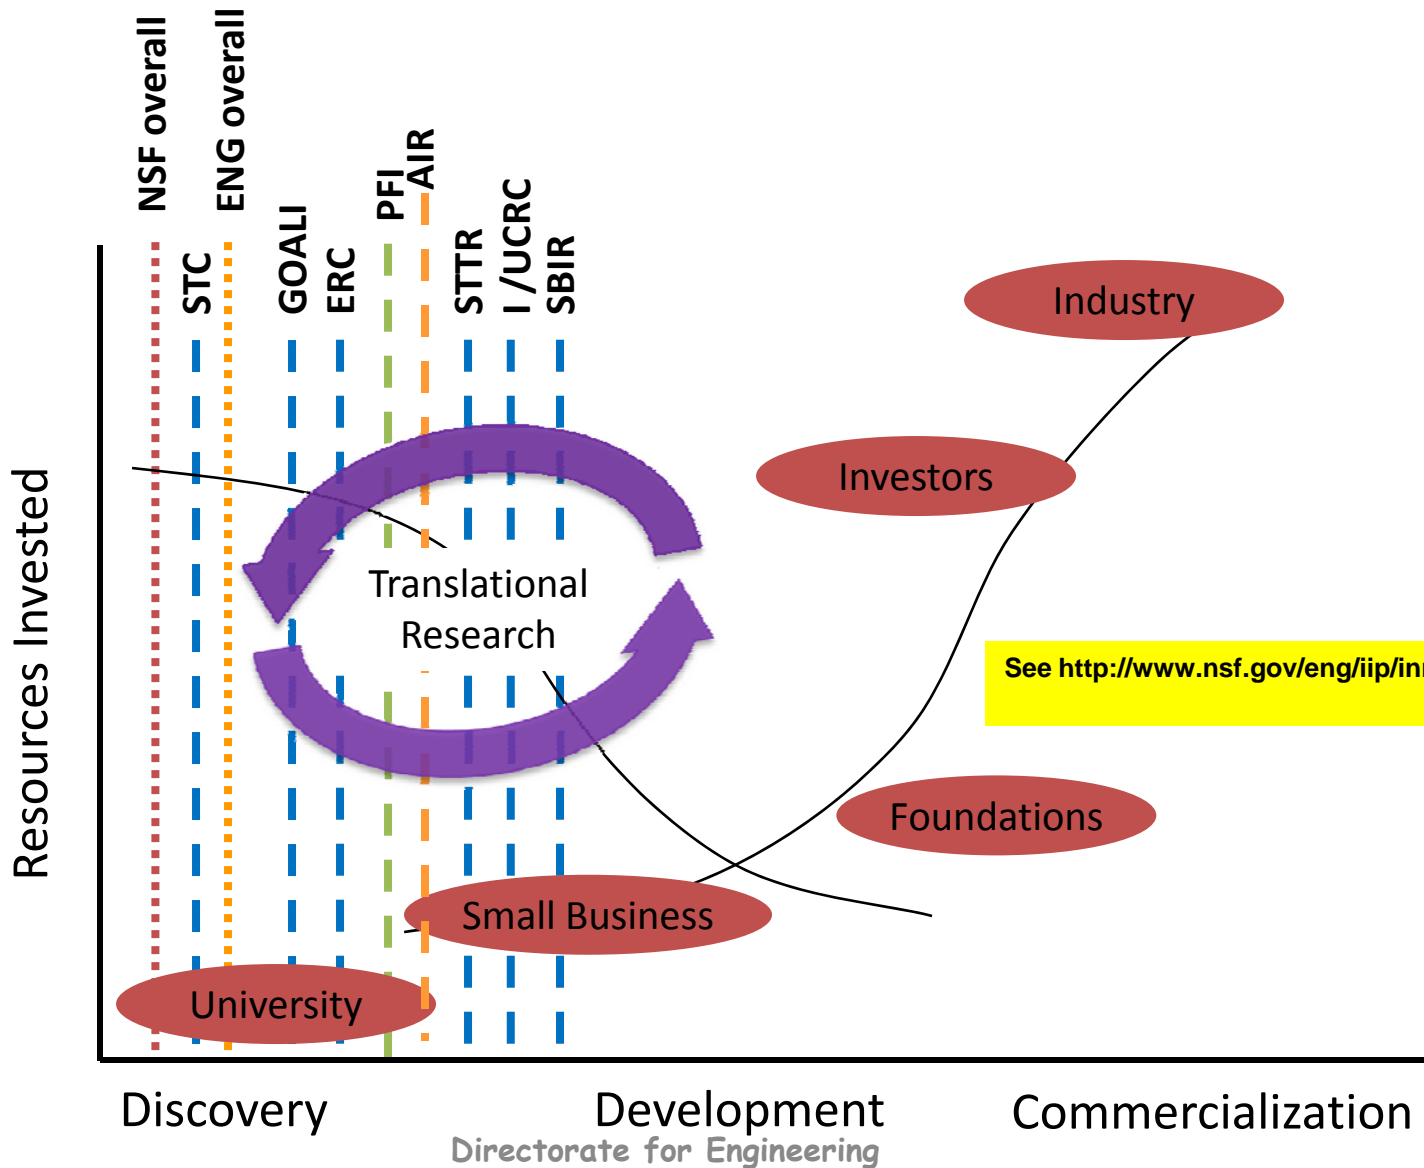 NSF overall
STC
ENG overall
GOALI
ERC
PFI
AIR
STTR
I /UCRC
SBIR
Industry
Investors
Translational
Research
Resources Invested
See http://www.nsf.gov/eng/iip/
Foundations
Small Business
University
Discovery
Development
Commercialization
Directorate for Engineering